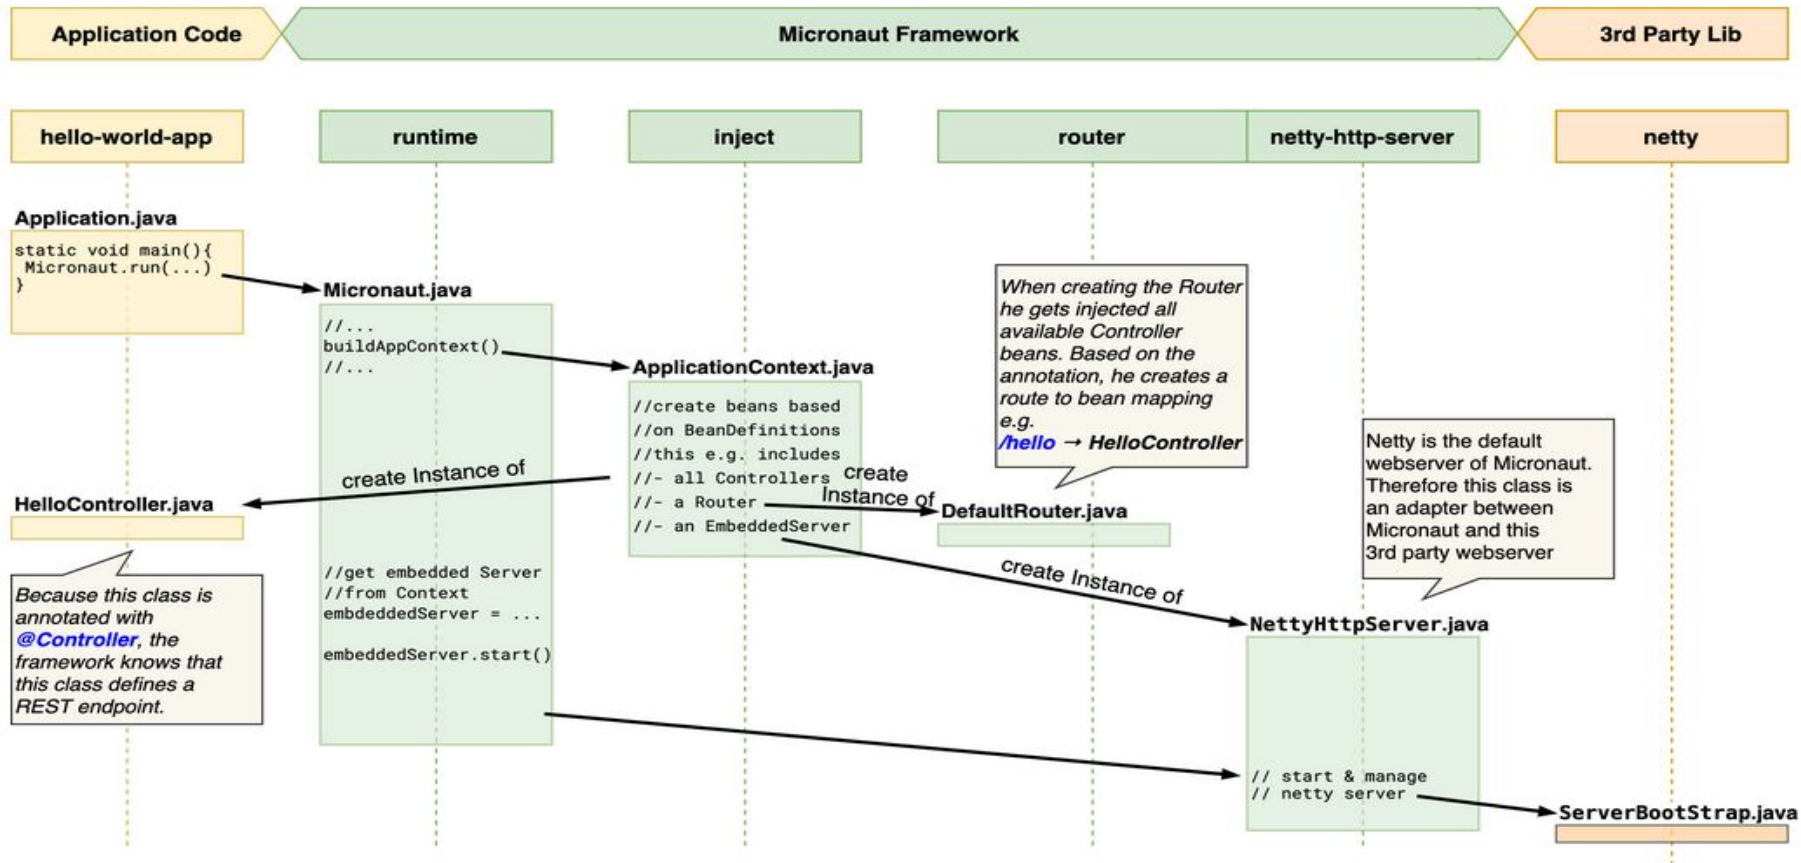 Application Code
Micronaut Framework
3rd Party Lib
hello-world-app
runtime
inject
router
netty-http-server
netty
Application.java
static void main(){
Micronaut.run(...)
}
Micronaut.java
//...
buildAppContext()
//...
ApplicationContext.java
//create beans based
//on BeanDefinitions
//this e.g. includes
//- all Controllers
//- a Router
//- an EmbeddedServer
create Instance of
HelloController.java
Because this class is
annotated with
@Controller, the
framework knows that
this class defines a
REST endpoint.
create
Instance of
DefaultRouter.java
When creating the Router
he gets injected all
available Controller
beans. Based on the
annotation, he creates a
route to bean mapping
e.g.
/hello → HelloController
create Instance of
NettyHttpServer.java
Netty is the default
webserver of Micronaut.
Therefore this class is
an adapter between
Micronaut and this
3rd party webserver
//get embedded Server
//from Context
embdeddedServer = ...
embeddedServer.start()
// start & manage
// netty server
ServerBootStrap.java